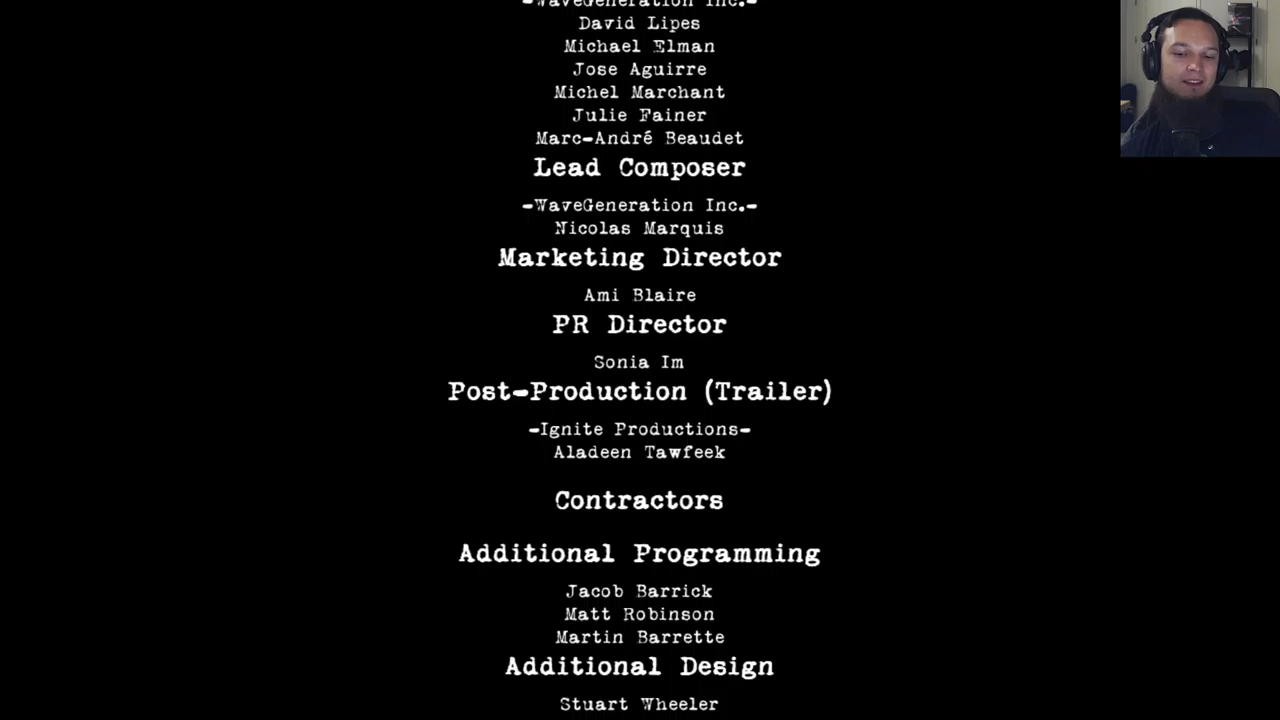 -WaveGeneration Inc.-
David Lipes
Michael Elman
Jose Aguirre
Michel Marchant
Julie Fainer
Marc-André Beaudet
Lead Composer
-WaveGeneration Inc.-
Nicolas Marquis
Marketing Director
Ami Blaire
PR Director
Sonia Im
Post-Production (Trailer)
-Ignite Productions-
Aladeen Tawfeek
Contractors
Additional Programming
Jacob Barrick
Matt Robinson
Martin Barrette
Additional Design
Stuart Wheeler